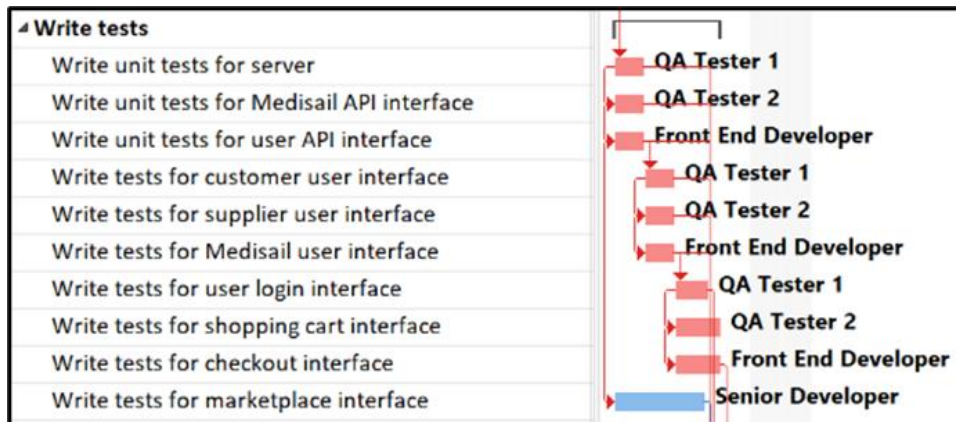 Write tests
Write unit tests for server QA Tester 1
Write unit tests for Medisail API interface QA Tester 2
Write unit tests for user API interface Front End Developer
Write tests for customer user interface QA Tester 1
Write tests for supplier user interface QA Tester 2
Write tests for Medisail user interface Front End Developer
Write tests for user login interface QA Tester 1
Write tests for shopping cart interface QA Tester 2
Write tests for checkout interface Front End Developer
Write tests for marketplace interface Senior Developer